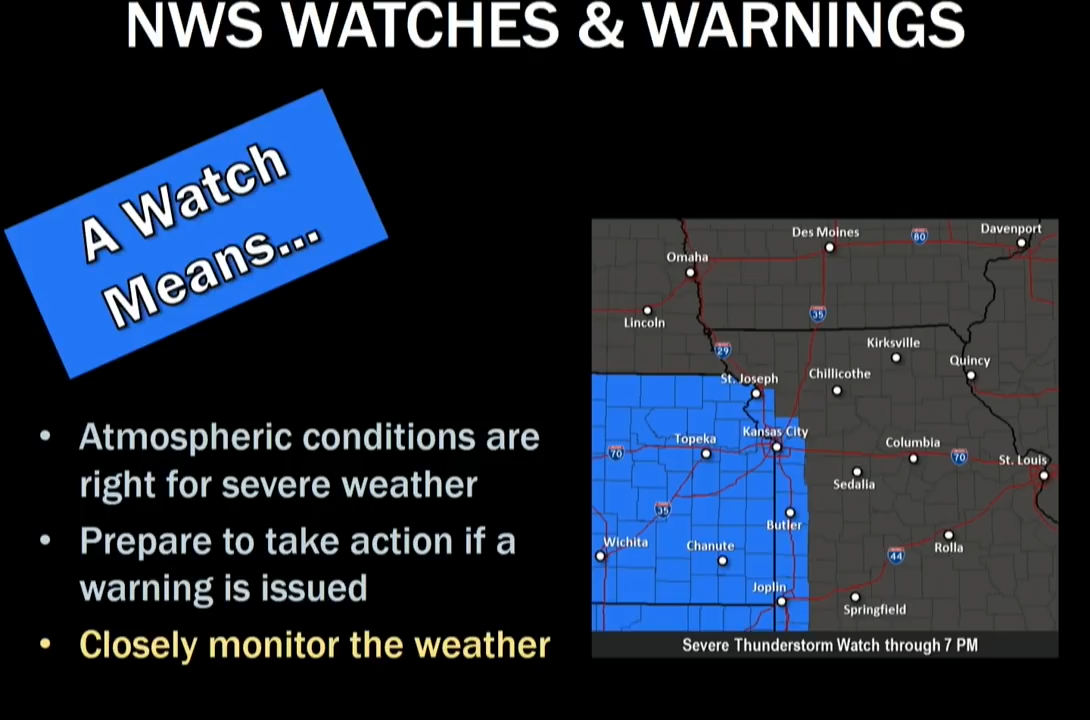 NWS WATCHES & WARNINGS
A Watch
Means...
• Atmospheric conditions are
right for severe weather
• Prepare to take action if a
warning is issued
• Closely monitor the weather
Des Moines
80
Davenport
Omaha
Lincoln
35
29
Kirksville
Quincy
St. Joseph
Chillicothe
Kansas City
Topeka
70
Columbia
70
St. Louis
Sedalia
35
Butler
Wichita
Chanute
44
Rolla
Joplin
Springfield
Severe Thunderstorm Watch through 7 PM